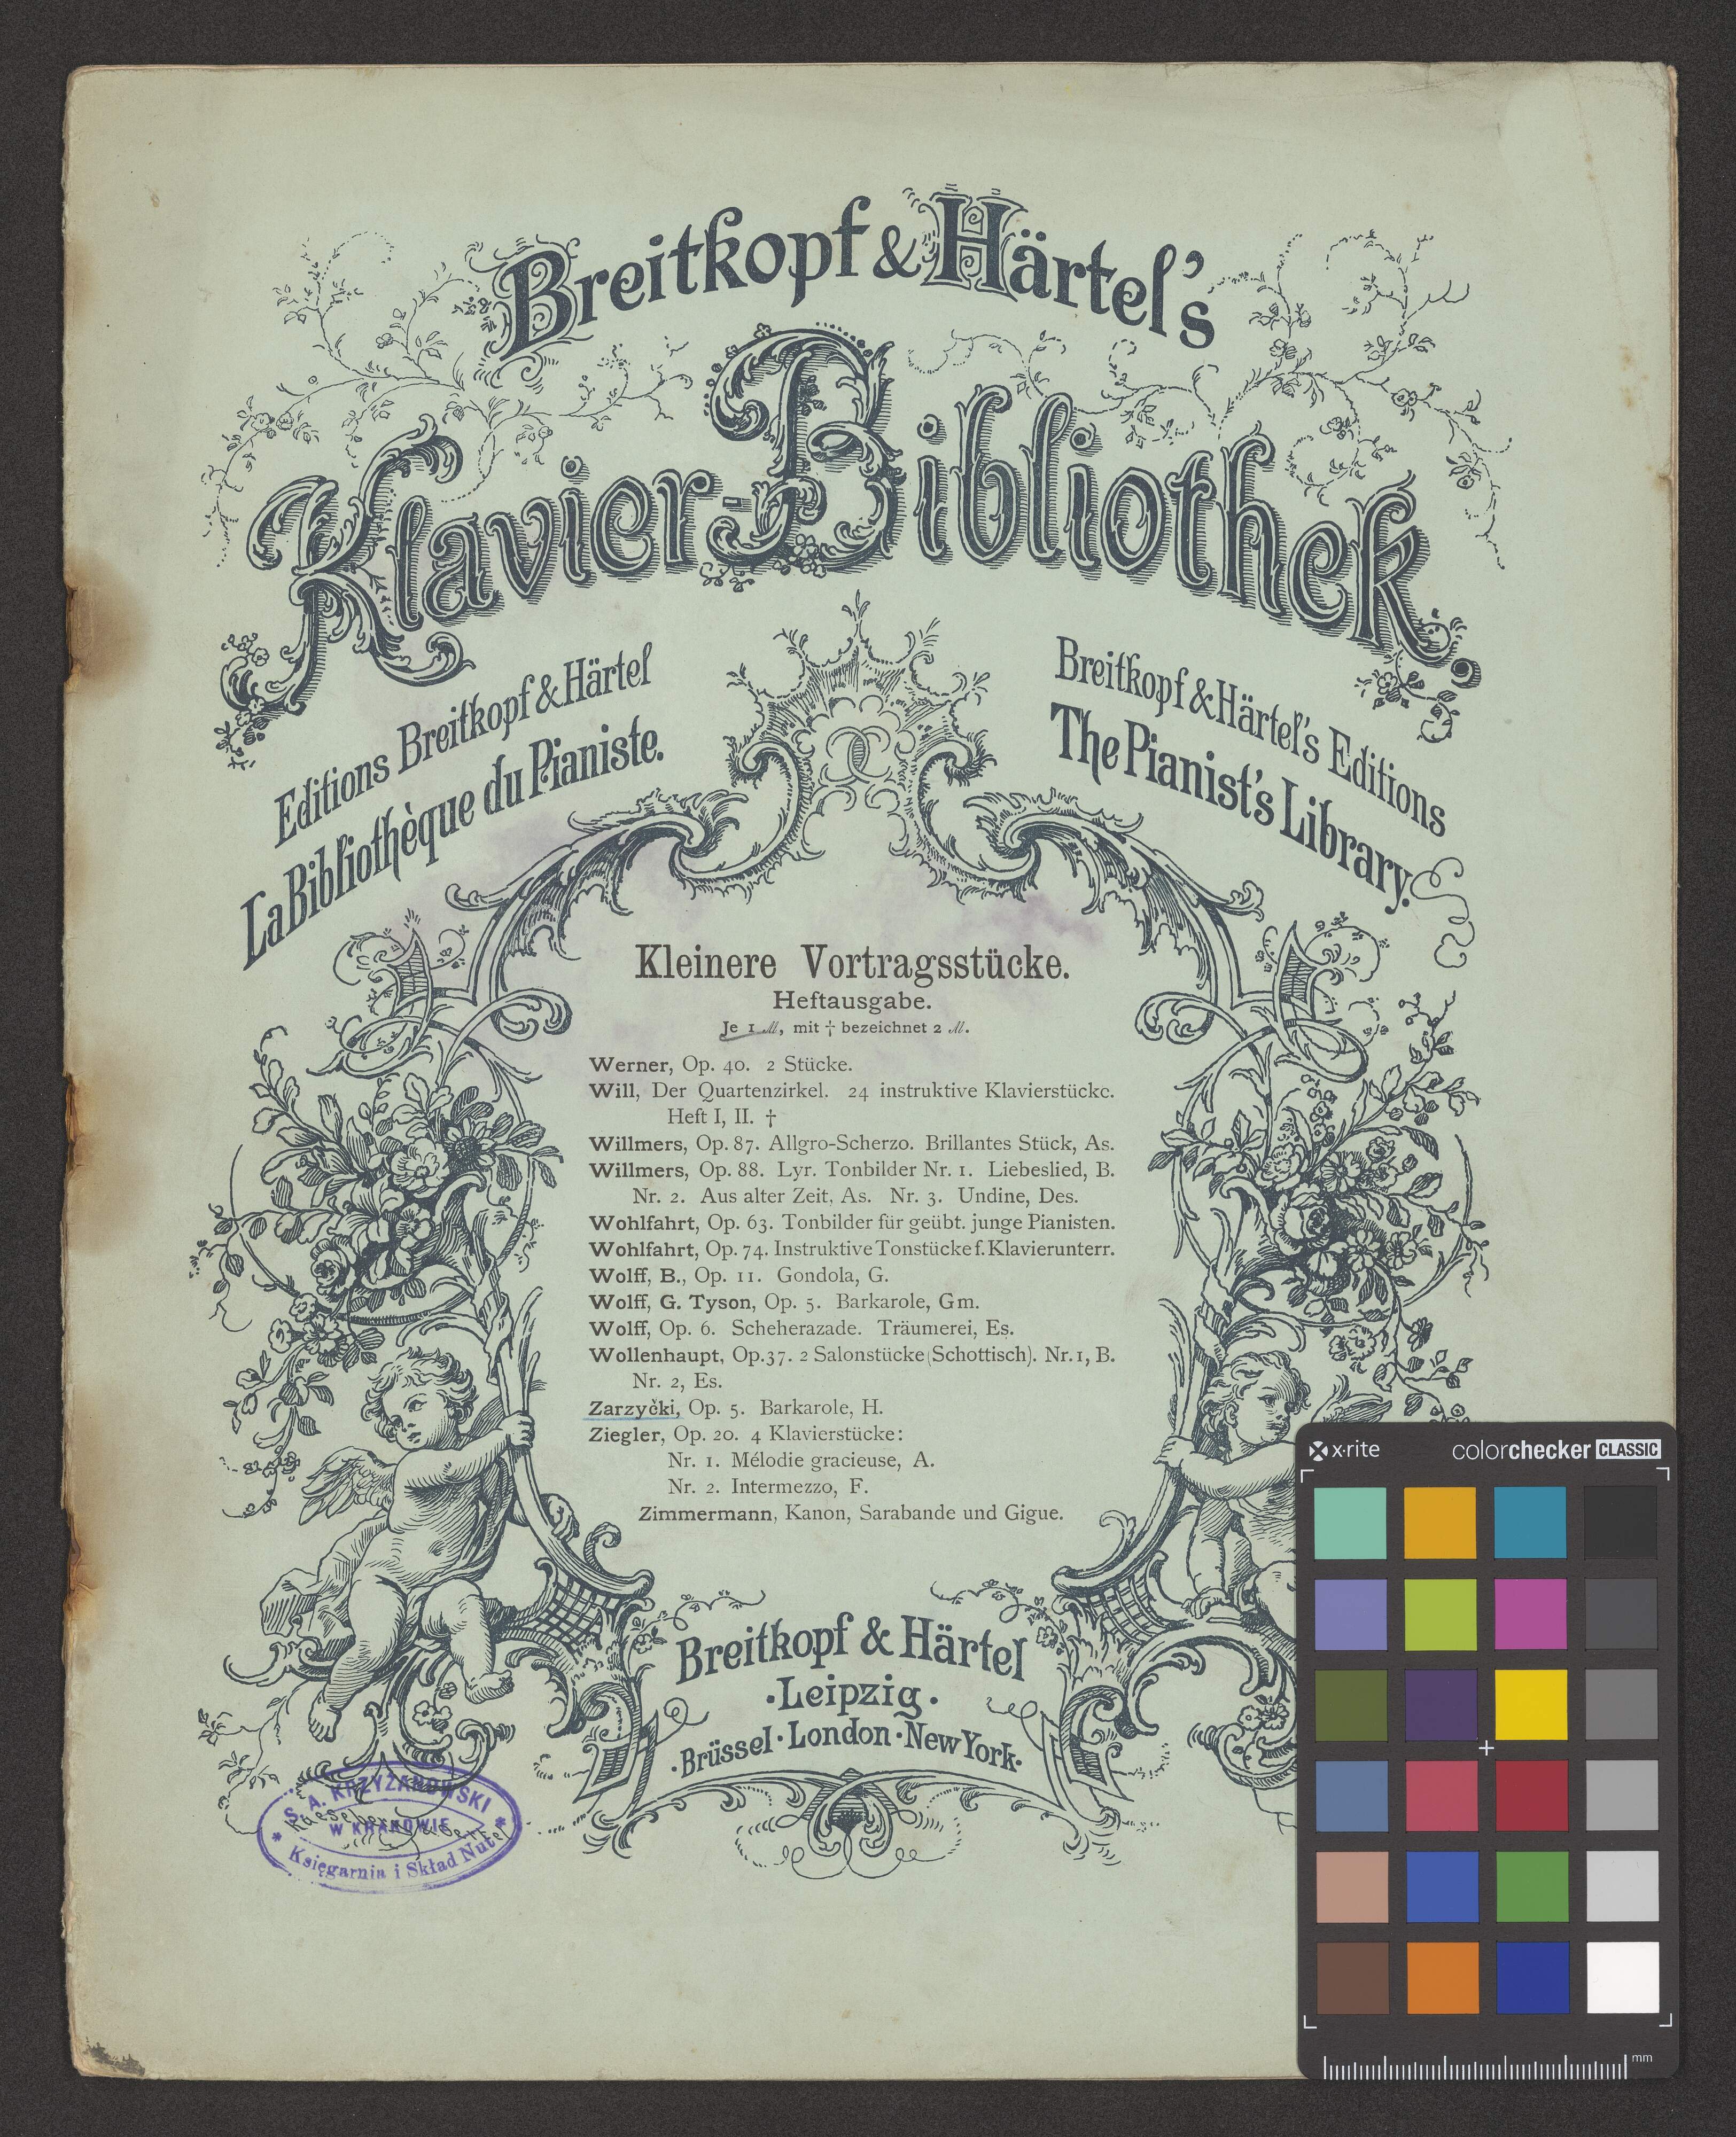 Breitkopf & Härtel's
Klavier-Bibliothek.
Editions Breitkopf & Härtel
La Bibliothèque du Pianiste.
Breitkopf & Härtel's Editions
The Pianist's Library.
Kleinere Vortragsstücke.
Heftausgabe.
Je 1 ℳ, mit † bezeichnet 2 ℳ.
Werner, Op. 40. 2 Stücke.
Will, Der Quartenzirkel. 24 instruktive Klavierstücke.
Heft I, II. †
Willmers, Op. 87. Allgro-Scherzo. Brillantes Stück, As.
Willmers, Op. 88. Lyr. Tonbilder Nr. 1. Liebeslied, B.
Nr. 2. Aus alter Zeit, As. Nr. 3. Undine, Des.
Wohlfahrt, Op. 63. Tonbilder für geübt. junge Pianisten.
Wohlfahrt, Op. 74. Instruktive Tonstücke f. Klavierunterr.
Wolff, B., Op. 11. Gondola, G.
Wolff, G. Tyson, Op. 5. Barkarole, Gm.
Wolff, Op. 6. Scheherazade. Träumerei, Es.
Wollenhaupt, Op. 37. 2 Salonstücke (Schottisch). Nr. 1, B.
Nr. 2, Es.
Zarzyčki, Op. 5. Barkarole, H.
Ziegler, Op. 20. 4 Klavierstücke:
Nr. 1. Mélodie gracieuse, A.
Nr. 2. Intermezzo, F.
Zimmermann, Kanon, Sarabande und Gigue.
Breitkopf & Härtel
·Leipzig·
·Brüssel·London·New York·
S. A. KRZYŻANOWSKI
W KRAKOWIE
* Księgarnia i Skład Nut *
Kaeseberg & Oertel
x·rite colorchecker CLASSIC
mm